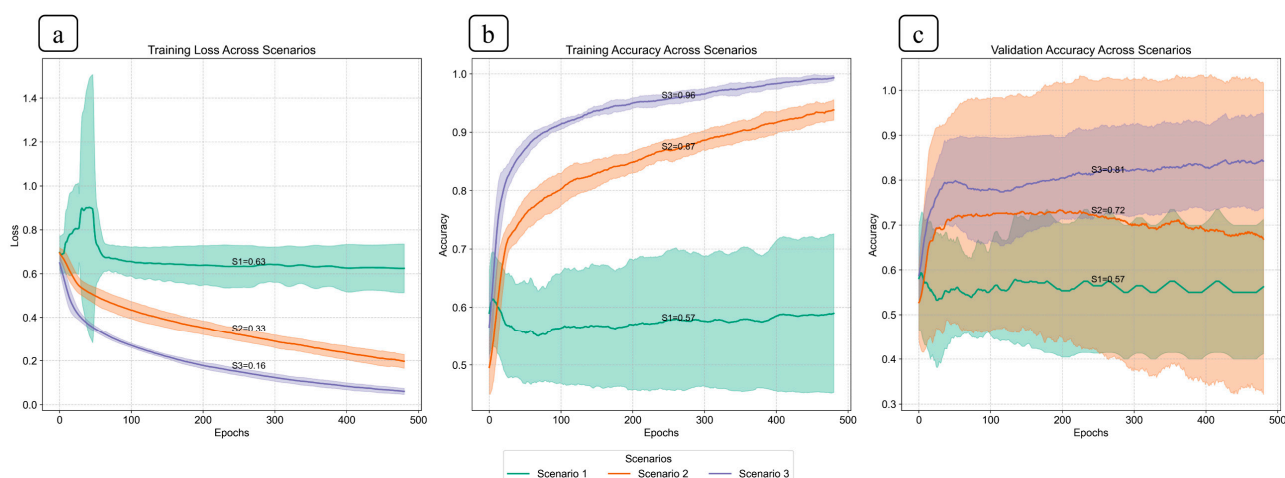 a
Training Loss Across Scenarios
1.4
1.2
1.0
0.8
0.6
0.4
0.2
0.0
Loss
S1=0.63
S2=0.33
S3=0.16
0 100 200 300 400 500
Epochs
b
Training Accuracy Across Scenarios
1.0
0.9
0.8
0.7
0.6
0.5
Accuracy
S3=0.96
S2=0.87
S1=0.57
0 100 200 300 400 500
Epochs
c
Validation Accuracy Across Scenarios
1.0
0.9
0.8
0.7
0.6
0.5
0.4
0.3
Accuracy
S3=0.81
S2=0.72
S1=0.57
0 100 200 300 400 500
Epochs
Scenarios
Scenario 1 Scenario 2 Scenario 3